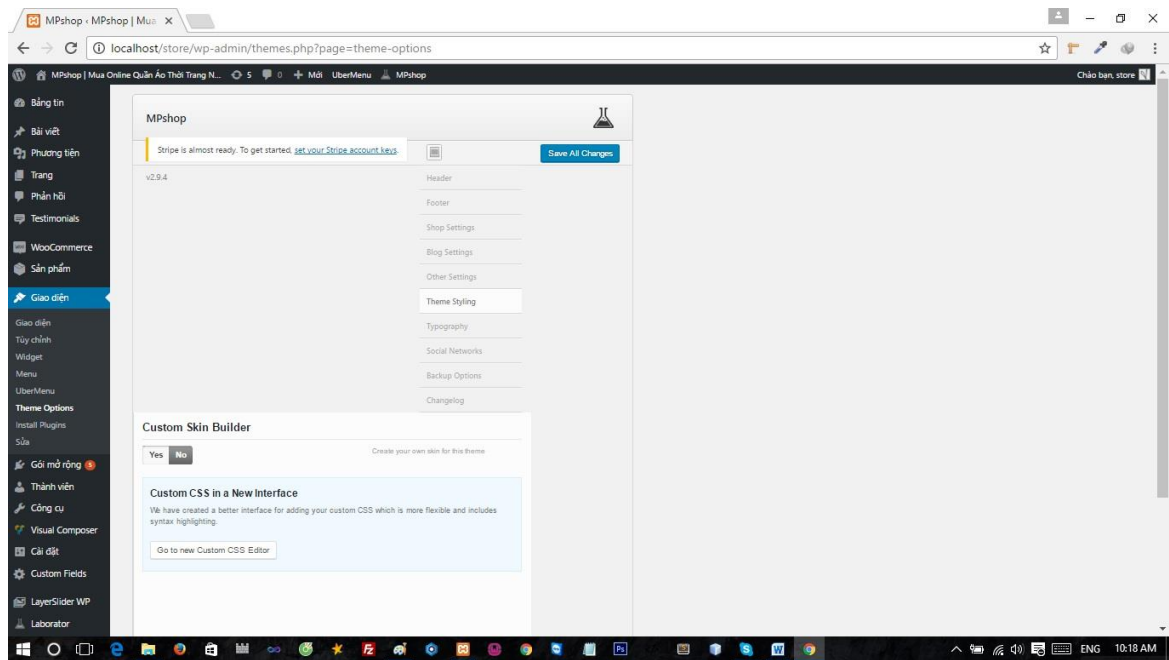 MPshop ‹ MPshop | Mua
localhost/store/wp-admin/themes.php?page=theme-options
MPshop | Mua Online Quần Áo Thời Trang N... 5 0 Mới UberMenu MPshop Chào bạn, store
Bảng tin
Bài viết
Phương tiện
Trang
Phản hồi
Testimonials
WooCommerce
Sản phẩm
Giao diện
Giao diện
Tùy chỉnh
Widget
Menu
UberMenu
Theme Options
Install Plugins
Sửa
Gói mở rộng 5
Thành viên
Công cụ
Visual Composer
Cài đặt
Custom Fields
LayerSlider WP
Laborator
MPshop
Stripe is almost ready. To get started, set your Stripe account keys.
Save All Changes
v2.9.4
Header
Footer
Shop Settings
Blog Settings
Other Settings
Theme Styling
Typography
Social Networks
Backup Options
Changelog
Custom Skin Builder
Yes No
Create your own skin for this theme
Custom CSS in a New Interface
We have created a better interface for adding your custom CSS which is more flexible and includes
syntax highlighting.
Go to new Custom CSS Editor
ENG 10:18 AM